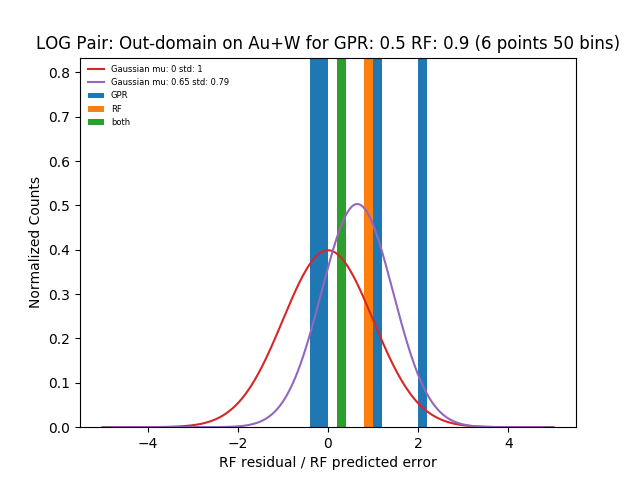 LOG Pair: Out-domain on Au+W for GPR: 0.5 RF: 0.9 (6 points 50 bins)
Gaussian mu: 0 std: 1
Gaussian mu: 0.65 std: 0.79
GPR
RF
both
Normalized Counts
0.8
0.7
0.6
0.5
0.4
0.3
0.2
0.1
0.0
−4 −2 0 2 4
RF residual / RF predicted error